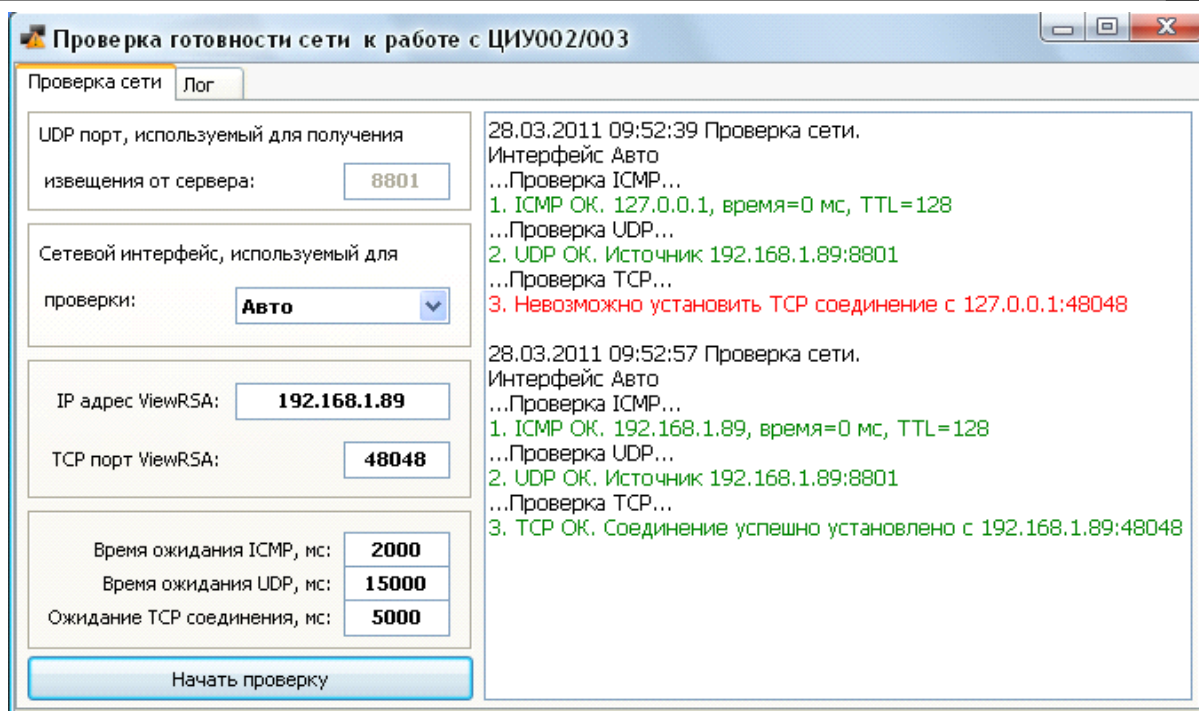 Проверка готовности сети к работе с ЦИУ002/003
Проверка сети
Лог
UDP порт, используемый для получения
извещения от сервера: 8801
Сетевой интерфейс, используемый для
проверки: Авто
IP адрес ViewRSA: 192.168.1.89
TCP порт ViewRSA: 48048
Время ожидания ICMP, мс: 2000
Время ожидания UDP, мс: 15000
Ожидание TCP соединения, мс: 5000
Начать проверку
28.03.2011 09:52:39 Проверка сети.
Интерфейс Авто
...Проверка ICMP...
1. ICMP ОК. 127.0.0.1, время=0 мс, TTL=128
...Проверка UDP...
2. UDP ОК. Источник 192.168.1.89:8801
...Проверка TCP...
3. Невозможно установить TCP соединение с 127.0.0.1:48048
28.03.2011 09:52:57 Проверка сети.
Интерфейс Авто
...Проверка ICMP...
1. ICMP ОК. 192.168.1.89, время=0 мс, TTL=128
...Проверка UDP...
2. UDP ОК. Источник 192.168.1.89:8801
...Проверка TCP...
3. TCP ОК. Соединение успешно установлено с 192.168.1.89:48048